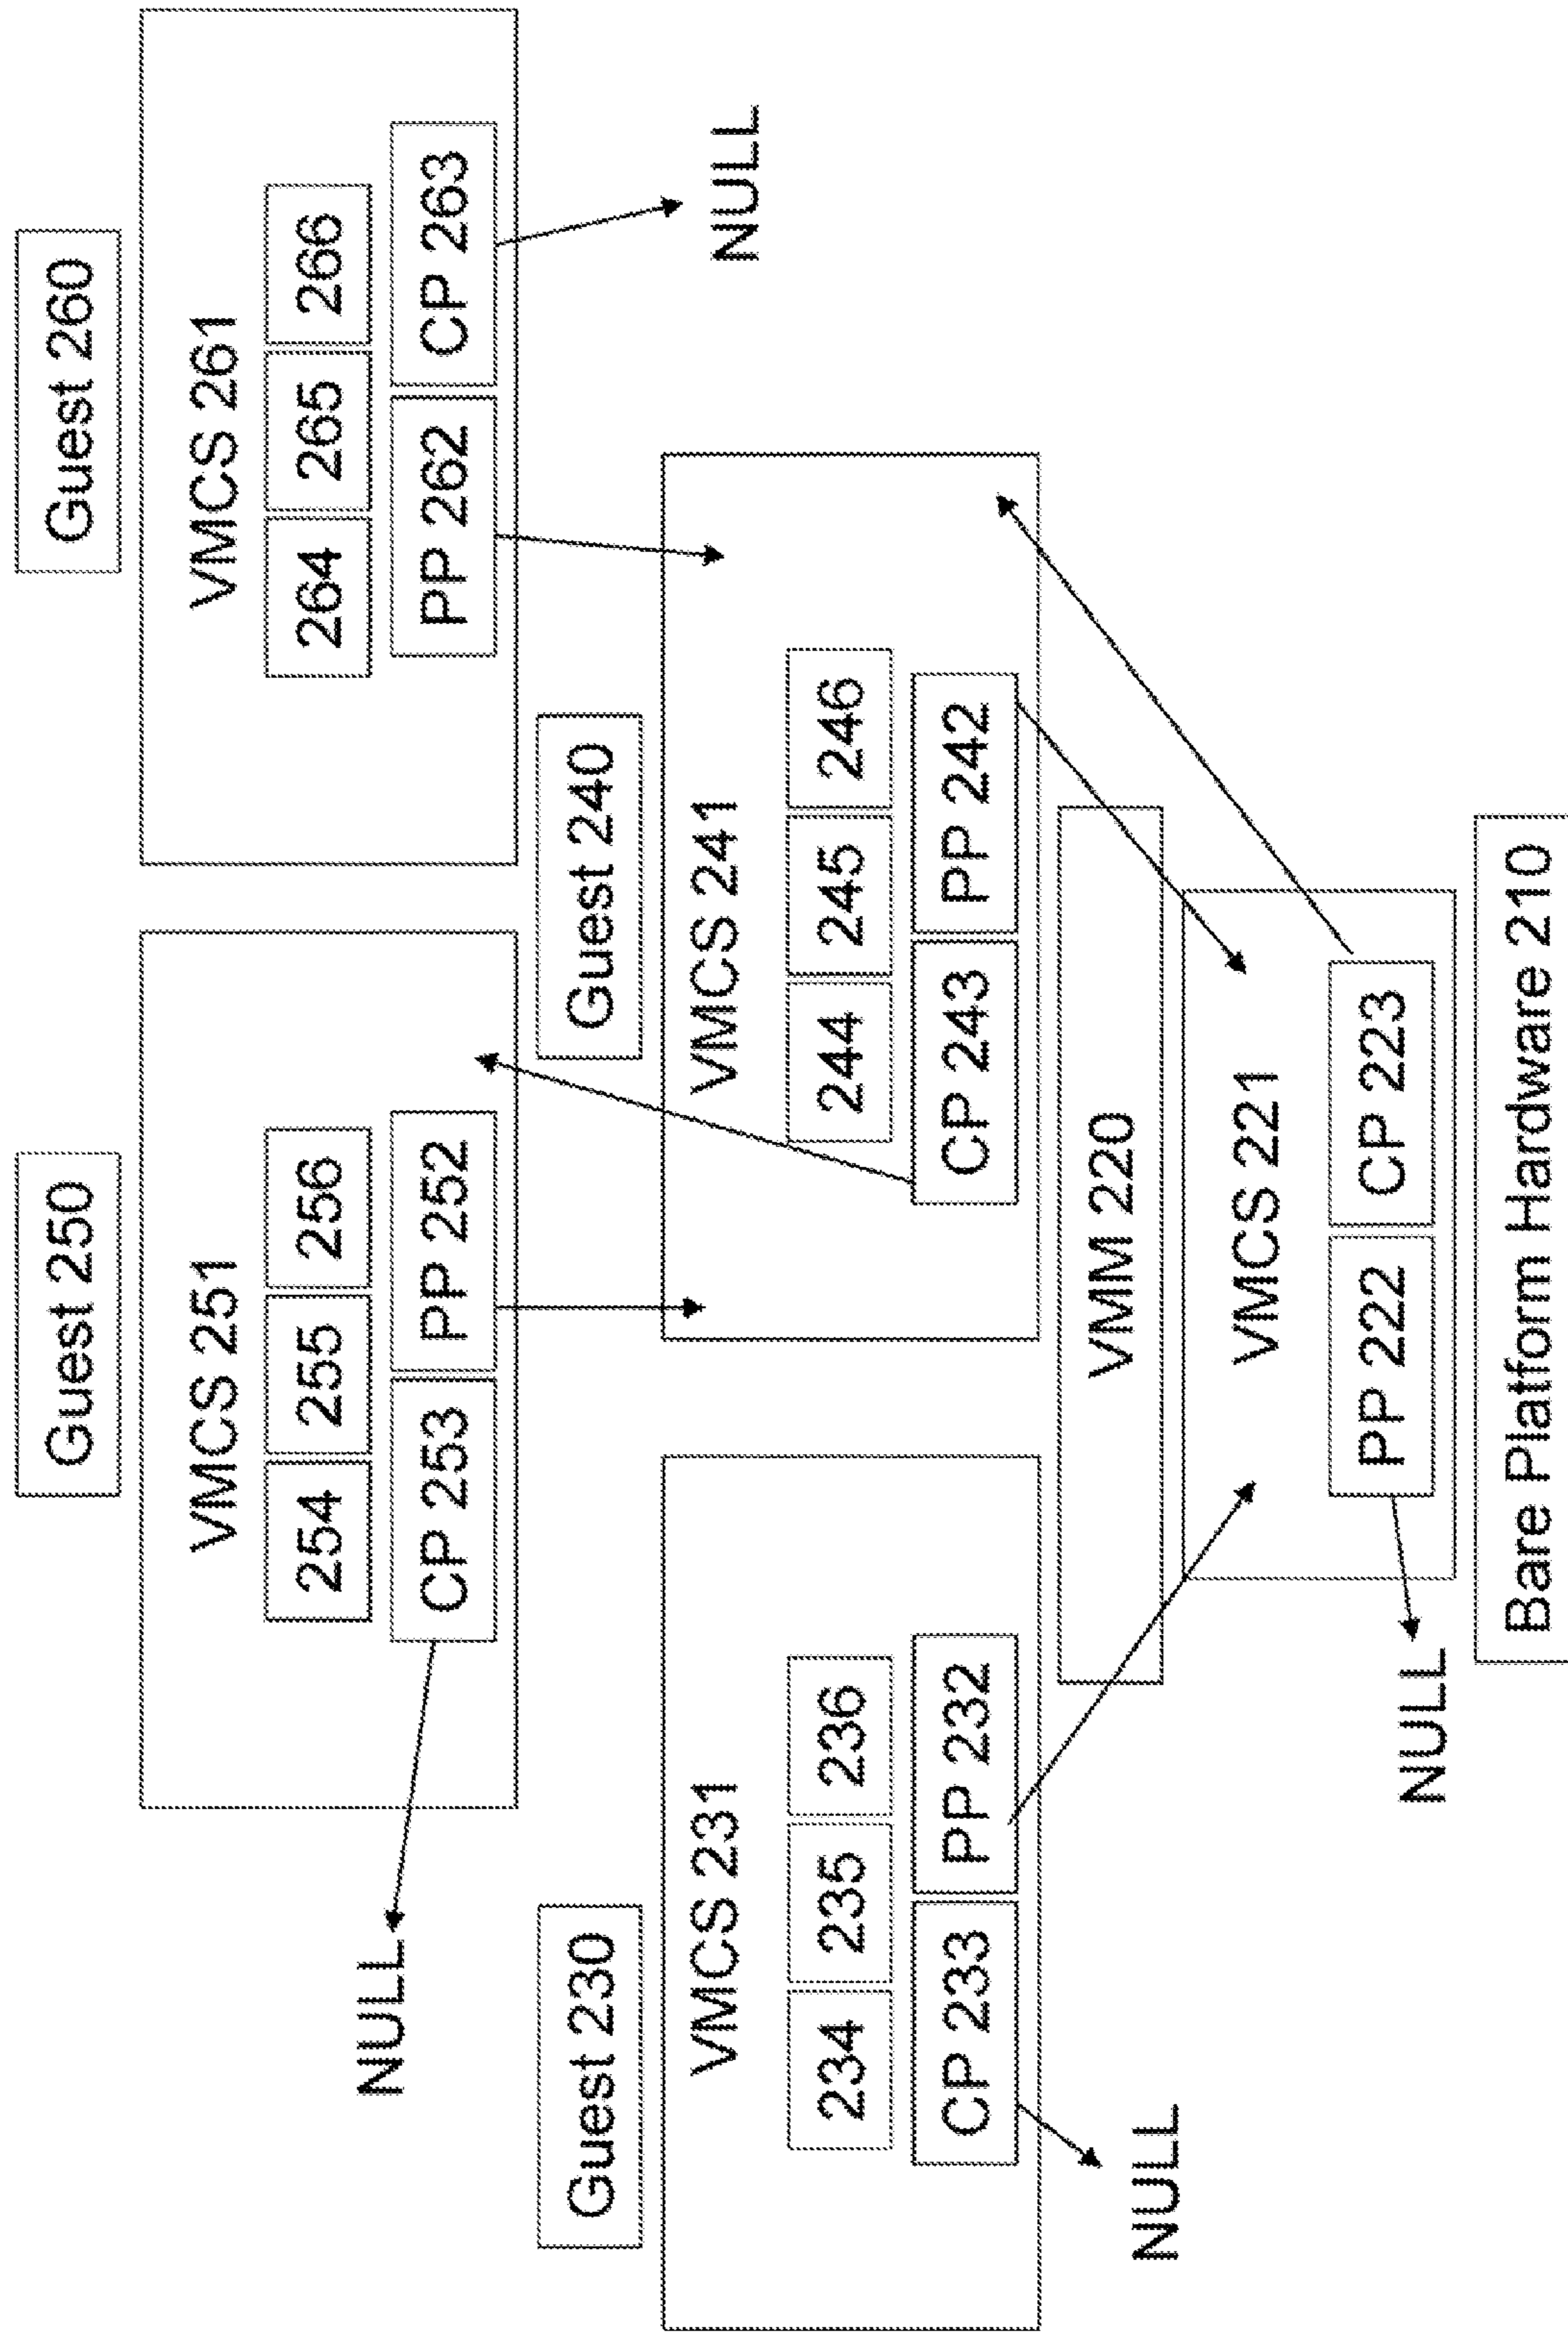 Guest 250
Guest 260
VMCS 251
254 255 256
CP 253 PP 252
NULL
VMCS 261
264 265 266
PP 262 CP 263
NULL
Guest 230
Guest 240
VMCS 231
234 235 236
CP 233 PP 232
NULL
VMCS 241
244 245 246
CP 243 PP 242
VMM 220
VMCS 221
PP 222 CP 223
NULL
Bare Platform Hardware 210